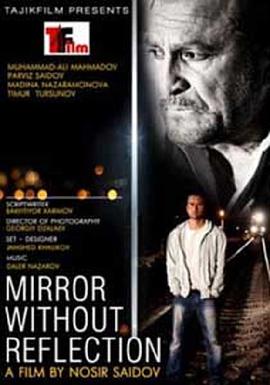 TAJIKFILM PRESENTS
TFilm
MUHAMMAD-ALI MAHMADOV
PARVIZ SAIDOV
MADINA NAZARAMONOVA
TIMUR TURSUNOV
SCRIPTWRITER
BAKHTIYOR KARIMOV
DIRECTOR OF PHOTOGRAPHY
GEORGIY DZALAEV
SET - DESIGNER
JAMSHED KHALIKOV
MUSIC
DALER NAZAROV
MIRROR
WITHOUT
REFLECTION
A FILM BY NOSIR SAIDOV